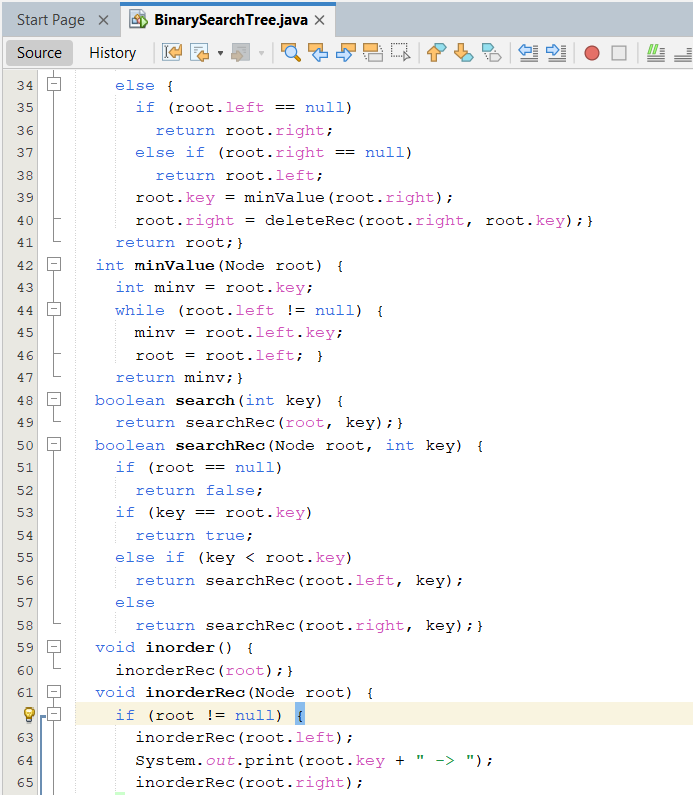 Start Page × BinarySearchTree.java ×
Source History
34 else {
35 if (root.left == null)
36 return root.right;
37 else if (root.right == null)
38 return root.left;
39 root.key = minValue(root.right);
40 root.right = deleteRec(root.right, root.key);}
41 return root;}
42 int minValue(Node root) {
43 int minv = root.key;
44 while (root.left != null) {
45 minv = root.left.key;
46 root = root.left; }
47 return minv;}
48 boolean search(int key) {
49 return searchRec(root, key);}
50 boolean searchRec(Node root, int key) {
51 if (root == null)
52 return false;
53 if (key == root.key)
54 return true;
55 else if (key < root.key)
56 return searchRec(root.left, key);
57 else
58 return searchRec(root.right, key);}
59 void inorder() {
60 inorderRec(root);}
61 void inorderRec(Node root) {
if (root != null) {
63 inorderRec(root.left);
64 System.out.print(root.key + " -> ");
65 inorderRec(root.right);